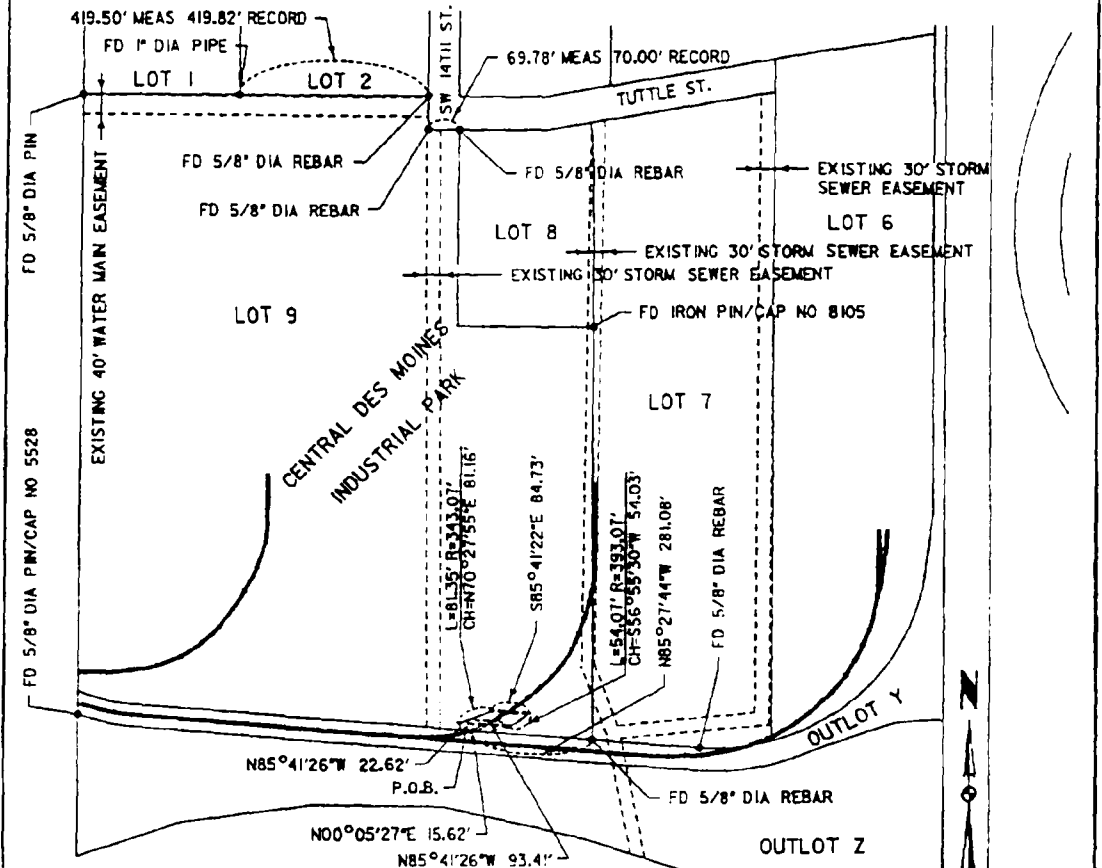 419.50' MEAS 419.82' RECORD
FD 1" DIA PIPE
LOT 1
LOT 2
SW 14TH ST.
69.78' MEAS 70.00' RECORD
TUTTLE ST.
FD 5/8" DIA PIN
EXISTING 40' WATER MAIN EASEMENT
FD 5/8" DIA REBAR
FD 5/8" DIA REBAR
FD 5/8" DIA REBAR
EXISTING 30' STORM
SEWER EASEMENT
LOT 6
LOT 8
EXISTING 30' STORM SEWER EASEMENT
EXISTING 30' STORM SEWER EASEMENT
LOT 9
FD IRON PIN/CAP NO 8105
CENTRAL DES MOINES
INDUSTRIAL PARK
LOT 7
FD 5/8" DIA PIN/CAP NO 5528
L=81.35' R=343.07'
CH=N70°27'55"E 81.16'
S85°41'22"E 84.73'
L=54.07' R=393.07'
CH=S56°55'30"W 54.03'
N85°27'44"W 281.08'
FD 5/8" DIA REBAR
N
OUTLOT Y
N85°41'26"W 22.62'
P.O.B.
FD 5/8" DIA REBAR
N00°05'27"E 15.62'
N85°41'26"W 93.41'
OUTLOT Z